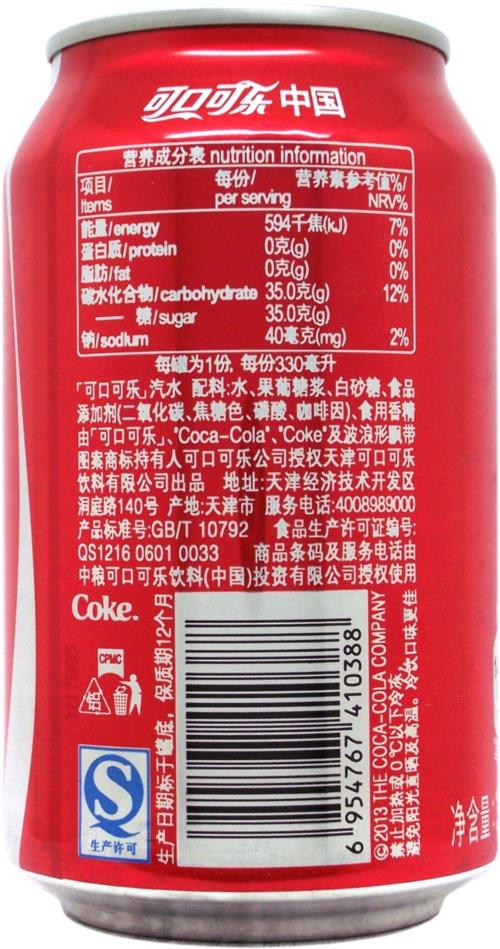 可口可乐 中国
营养成分表 nutrition information
项目/ 每份/ 营养素参考值%/
Items per serving NRV%
能量/energy 594千焦(kJ) 7%
蛋白质/protein 0克(g) 0%
脂肪/fat 0克(g) 0%
碳水化合物/carbohydrate 35.0克(g) 12%
—— 糖/sugar 35.0克(g)
钠/sodium 40毫克(mg) 2%
每罐为1份, 每份330毫升
「可口可乐」汽水 配料:水、果葡糖浆、白砂糖、食品
添加剂(二氧化碳、焦糖色、磷酸、咖啡因)、食用香精
由「可口可乐」、"Coca-Cola"、"Coke"及波浪形飘带
图案商标持有人可口可乐公司授权天津可口可乐
饮料有限公司出品 地址:天津经济技术开发区
洞庭路140号 产地:天津市 服务电话:4008989000
产品标准号:GB/T 10792 食品生产许可证编号:
QS1216 0601 0033 商品条码及服务电话由
中粮可口可乐饮料(中国)投资有限公司授权使用
Coke.
CPMC
铝
生产许可
生产日期标于罐底，保质期12个月
6 954767 410388
©2013 THE COCA-COLA COMPANY
禁止加热或0℃以下冷冻。
避免阳光直晒及高温。冷饮口味更佳
净含量